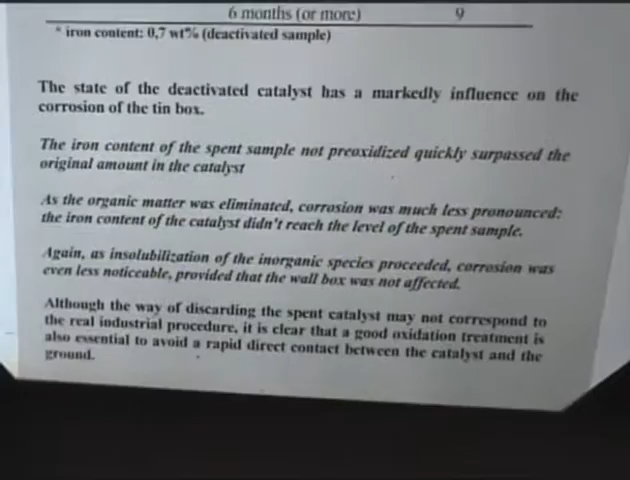 6 months (or more) 9
* iron content: 0,7 wt% (deactivated sample)
The state of the deactivated catalyst has a markedly influence on the
corrosion of the tin box.
The iron content of the spent sample not preoxidized quickly surpassed the
original amount in the catalyst
As the organic matter was eliminated, corrosion was much less pronounced:
the iron content of the catalyst didn't reach the level of the spent sample.
Again, as insolubilization of the inorganic species proceeded, corrosion was
even less noticeable, provided that the wall box was not affected.
Although the way of discarding the spent catalyst may not correspond to
the real industrial procedure, it is clear that a good oxidation treatment is
also essential to avoid a rapid direct contact between the catalyst and the
ground.